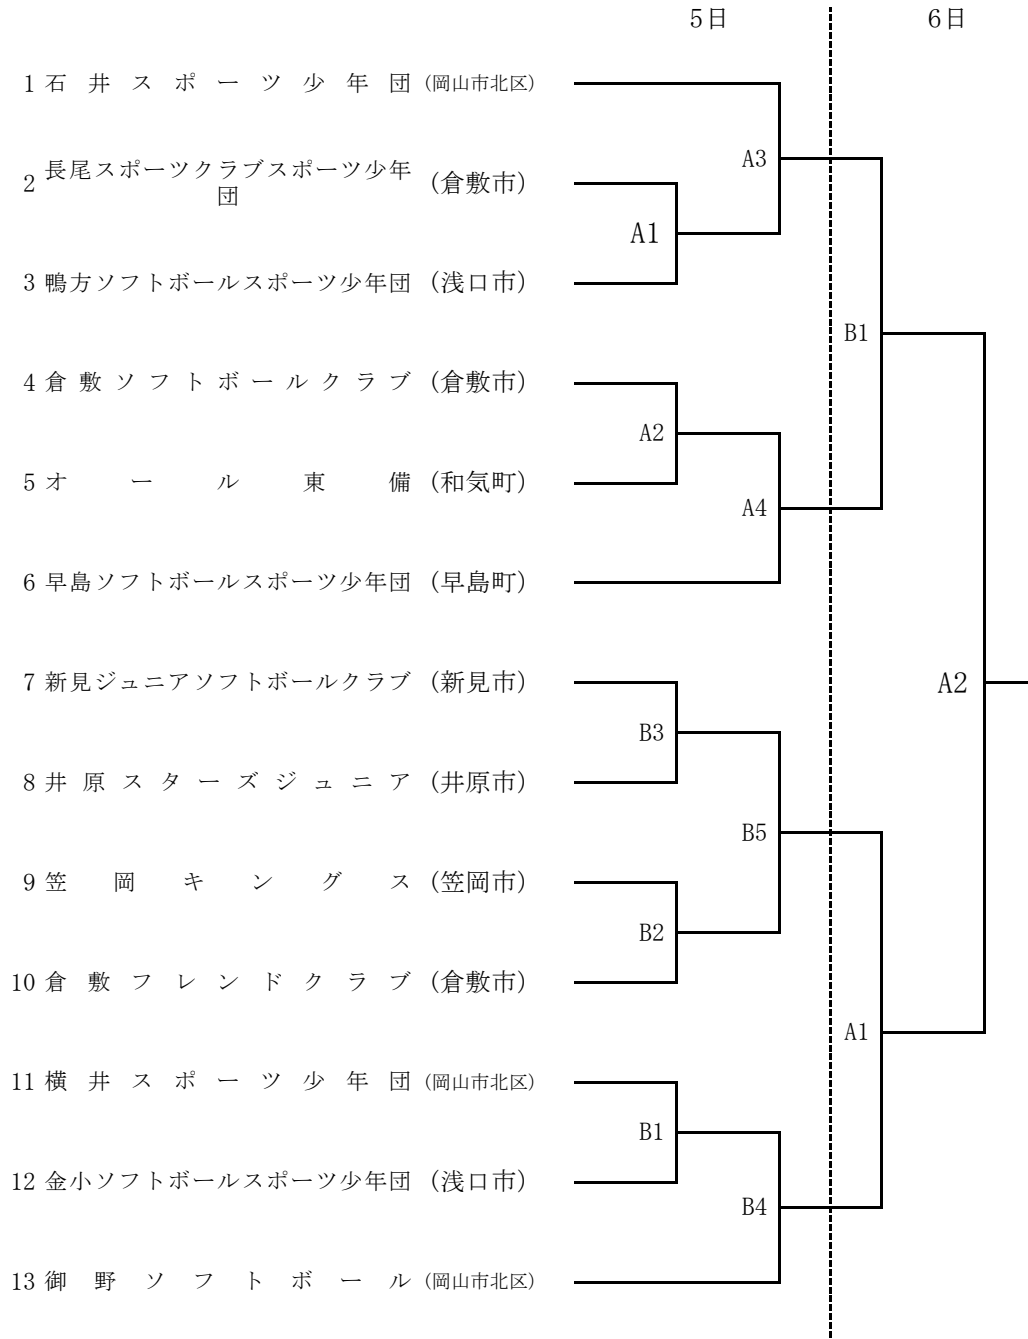 5日 6日
1 石井スポーツ少年団 (岡山市北区)
A3
2 長尾スポーツクラブスポーツ少年団 (倉敷市)
A1
3 鴨方ソフトボールスポーツ少年団 (浅口市)
B1
4 倉敷ソフトボールクラブ (倉敷市)
A2
5 オール東備 (和気町)
A4
6 早島ソフトボールスポーツ少年団 (早島町)
7 新見ジュニアソフトボールクラブ (新見市)
A2
B3
8 井原スターズジュニア (井原市)
B5
9 笠岡キングス (笠岡市)
B2
10 倉敷フレンドクラブ (倉敷市)
A1
11 横井スポーツ少年団 (岡山市北区)
B1
12 金小ソフトボールスポーツ少年団 (浅口市)
B4
13 御野ソフトボール (岡山市北区)